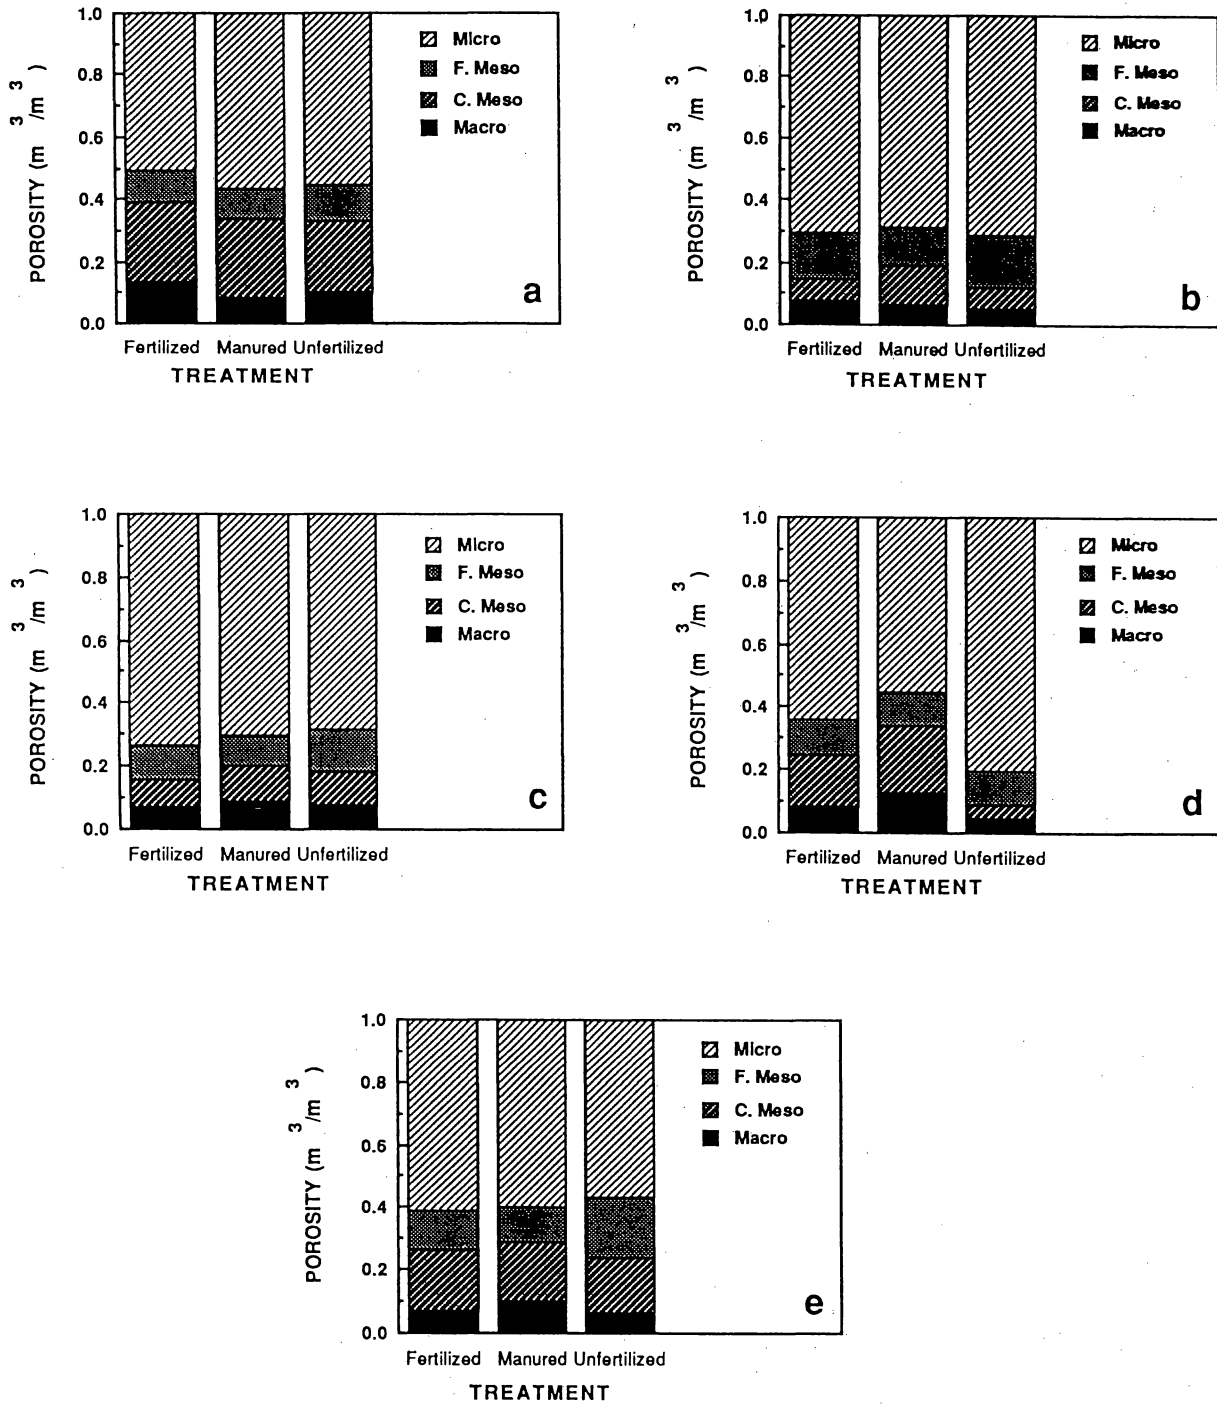 1.0
0.8
0.6
0.4
0.2
0.0
POROSITY (m³/m³)
Micro
F. Meso
C. Meso
Macro
a
Fertilized Manured Unfertilized
TREATMENT
1.0
0.8
0.6
0.4
0.2
0.0
POROSITY (m³/m³)
Micro
F. Meso
C. Meso
Macro
b
Fertilized Manured Unfertilized
TREATMENT
1.0
0.8
0.6
0.4
0.2
0.0
POROSITY (m³/m³)
Micro
F. Meso
C. Meso
Macro
c
Fertilized Manured Unfertilized
TREATMENT
1.0
0.8
0.6
0.4
0.2
0.0
POROSITY (m³/m³)
Micro
F. Meso
C. Meso
Macro
d
Fertilized Manured Unfertilized
TREATMENT
1.0
0.8
0.6
0.4
0.2
0.0
POROSITY (m³/m³)
Micro
F. Meso
C. Meso
Macro
e
Fertilized Manured Unfertilized
TREATMENT